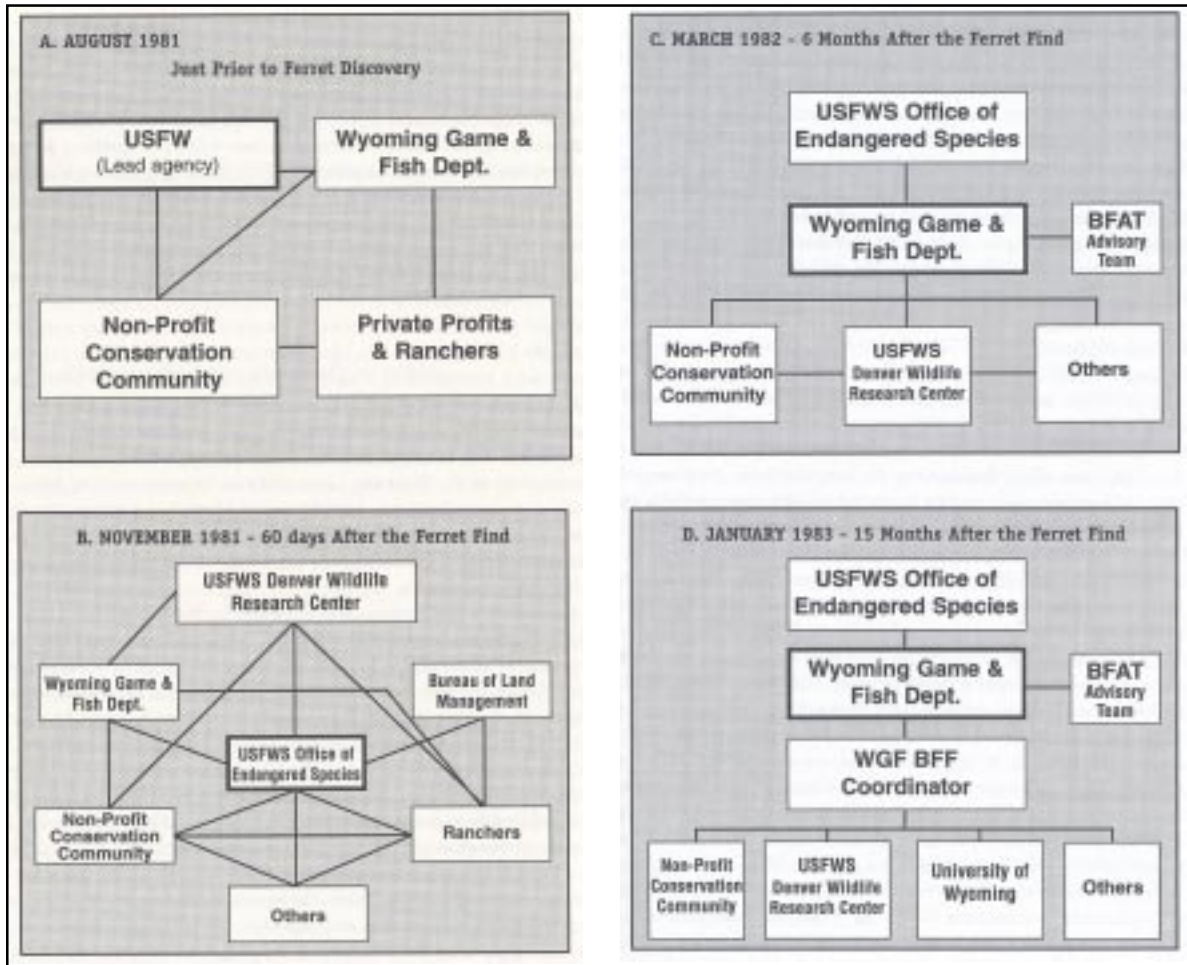 A. AUGUST 1981
Just Prior to Ferret Discovery
USFW
(Lead agency)
Wyoming Game &
Fish Dept.
Non-Profit
Conservation
Community
Private Profits
& Ranchers
B. NOVEMBER 1981 - 60 days After the Ferret Find
USFWS Denver Wildlife
Research Center
Wyoming Game &
Fish Dept.
Bureau of Land
Management
USFWS Office of
Endangered Species
Non-Profit
Conservation
Community
Ranchers
Others
C. MARCH 1982 - 6 Months After the Ferret Find
USFWS Office of
Endangered Species
Wyoming Game &
Fish Dept.
BFAT
Advisory
Team
Non-Profit
Conservation
Community
USFWS
Denver Wildlife
Research Center
Others
D. JANUARY 1983 - 15 Months After the Ferret Find
USFWS Office of
Endangered Species
Wyoming Game &
Fish Dept.
BFAT
Advisory
Team
WGF BFF
Coordinator
Non-Profit
Conservation
Community
USFWS
Denver Wildlife
Research Center
University of
Wyoming
Others